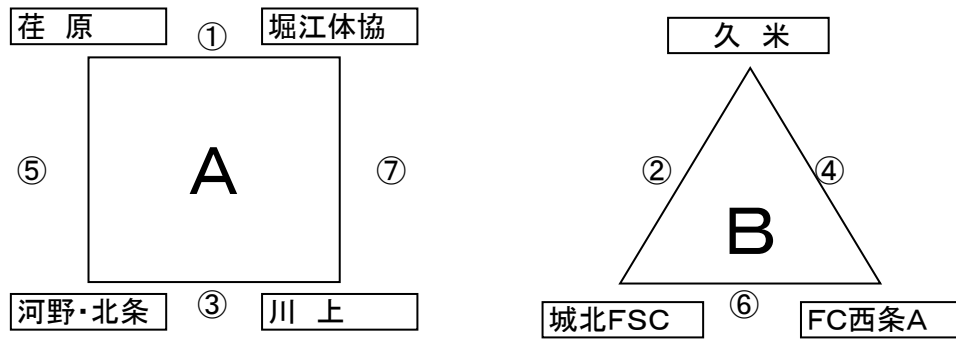 荏 原
①
堀江体協
久 米
⑤
A
⑦
②
④
B
河野・北条
③
川 上
城北FSC
⑥
FC西条A